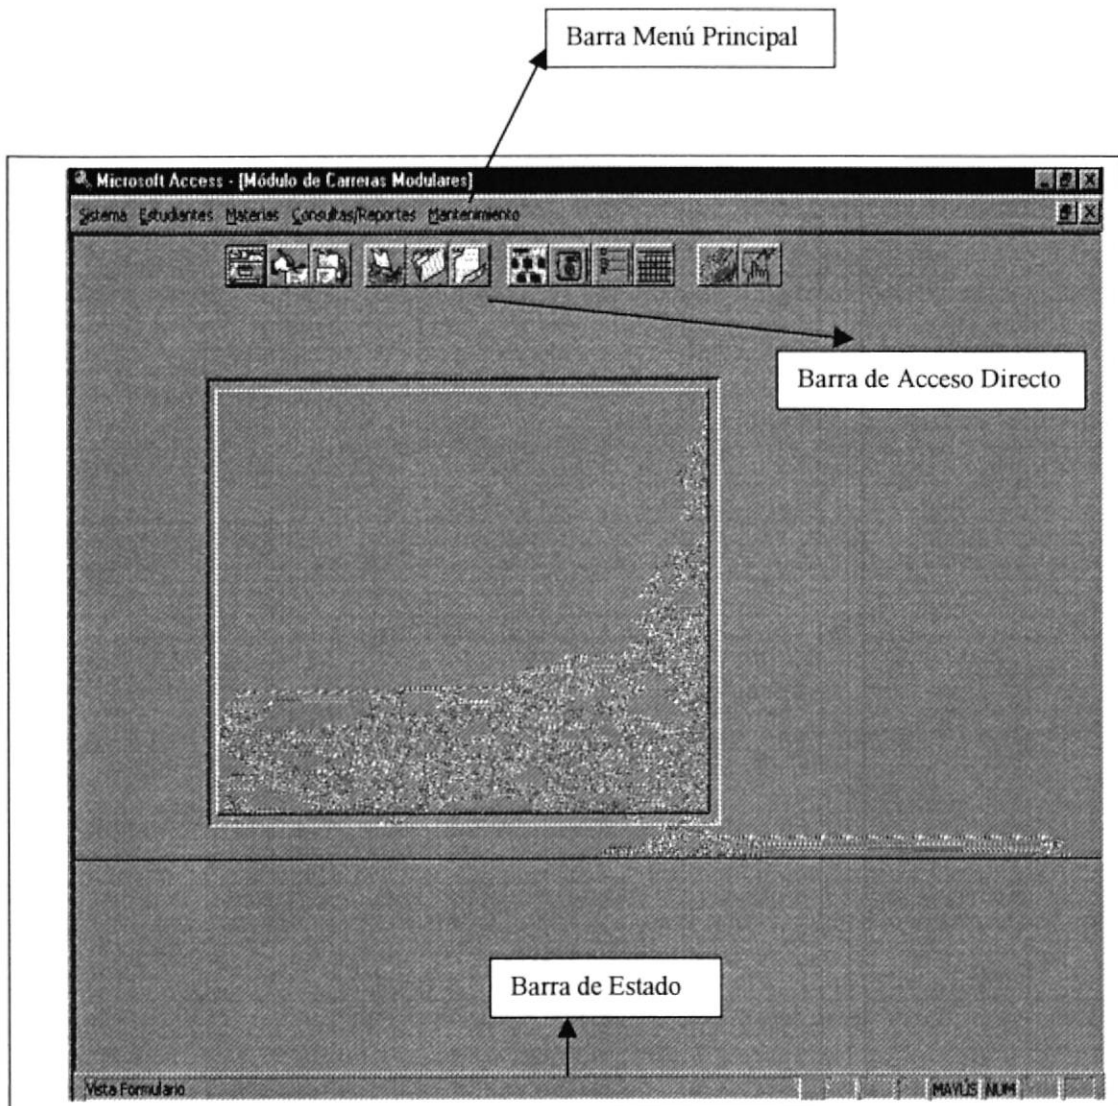 Barra Menú Principal
Microsoft Access - [Módulo de Carreras Modulares]
Sistema Estudiantes Materias Consultas/Reportes Mantenimiento
Barra de Acceso Directo
Barra de Estado
Vista Formulario
MAYÚS NUM